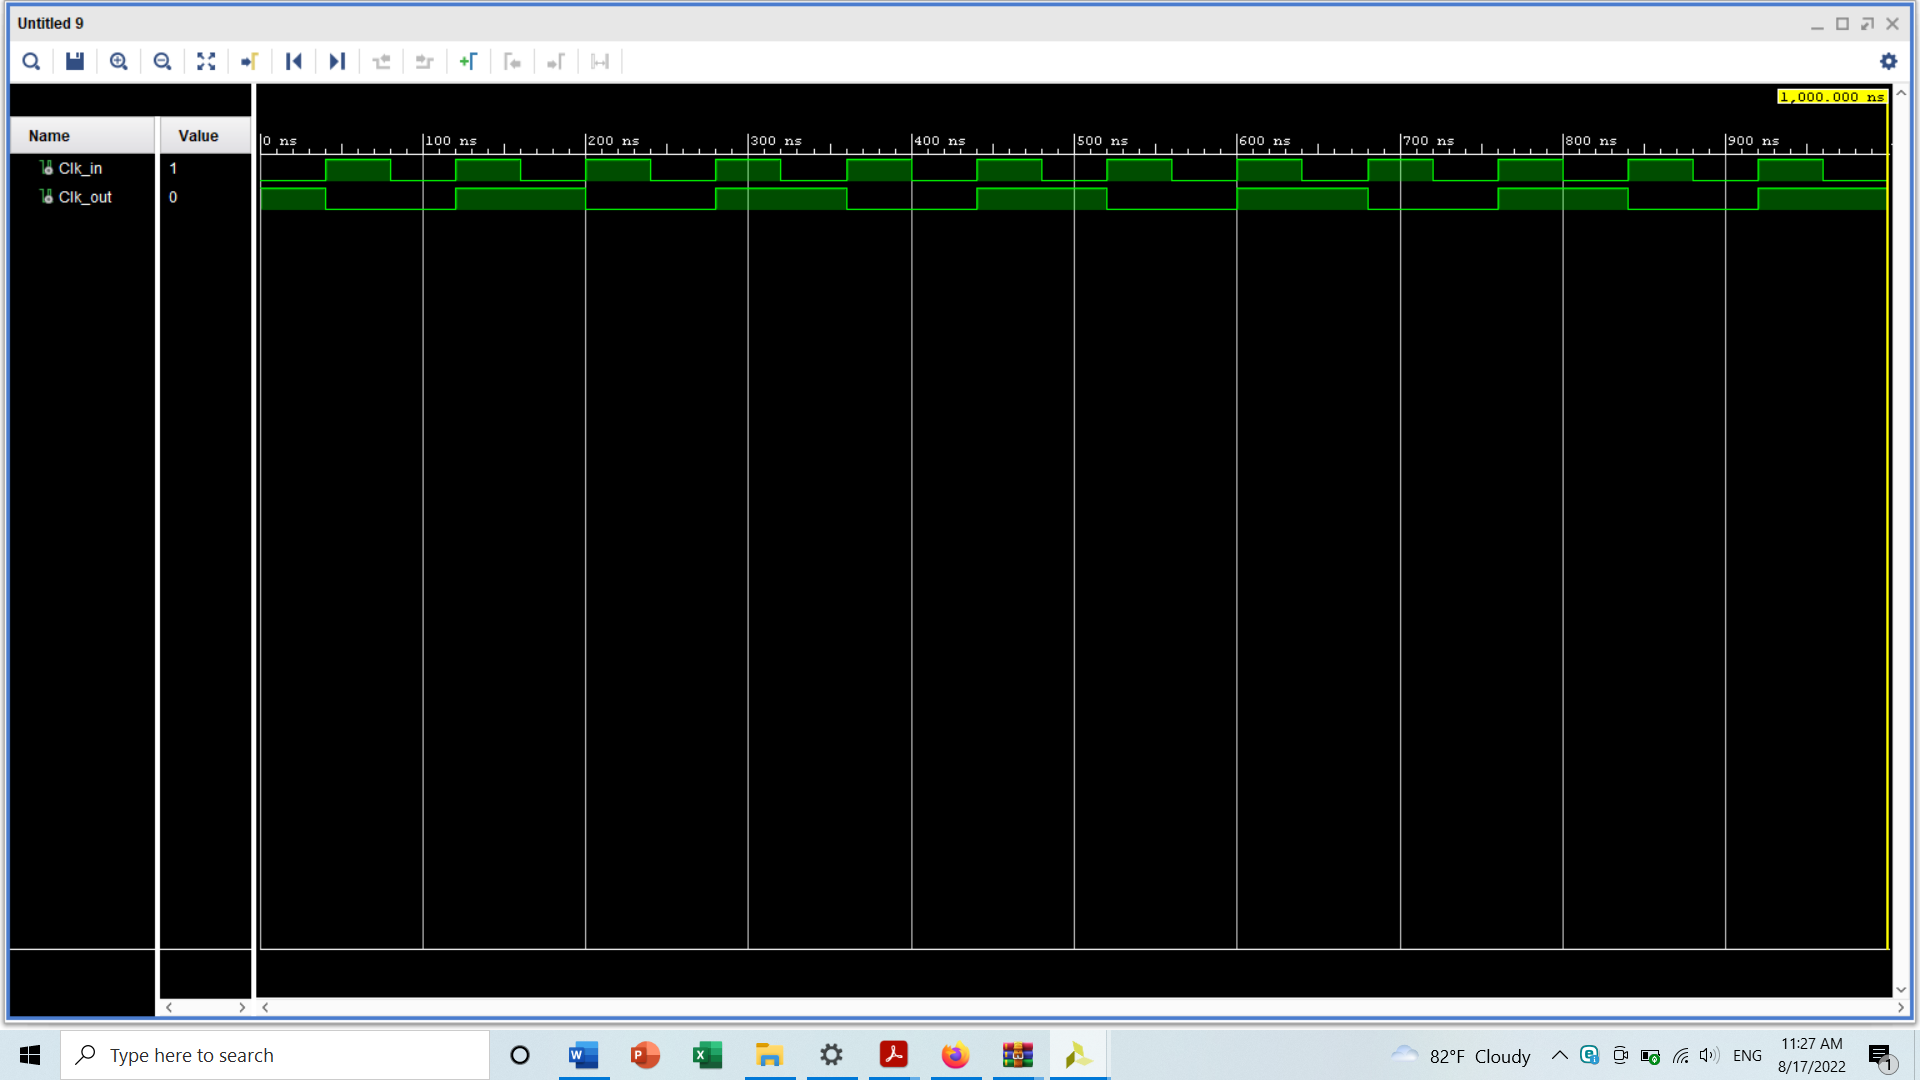 Untitled 9
1,000.000 ns
Name
Value
0 ns
100 ns
200 ns
300 ns
400 ns
500 ns
600 ns
700 ns
800 ns
900 ns
Clk_in
1
Clk_out
0
Type here to search
82°F Cloudy
ENG
11:27 AM
8/17/2022
1